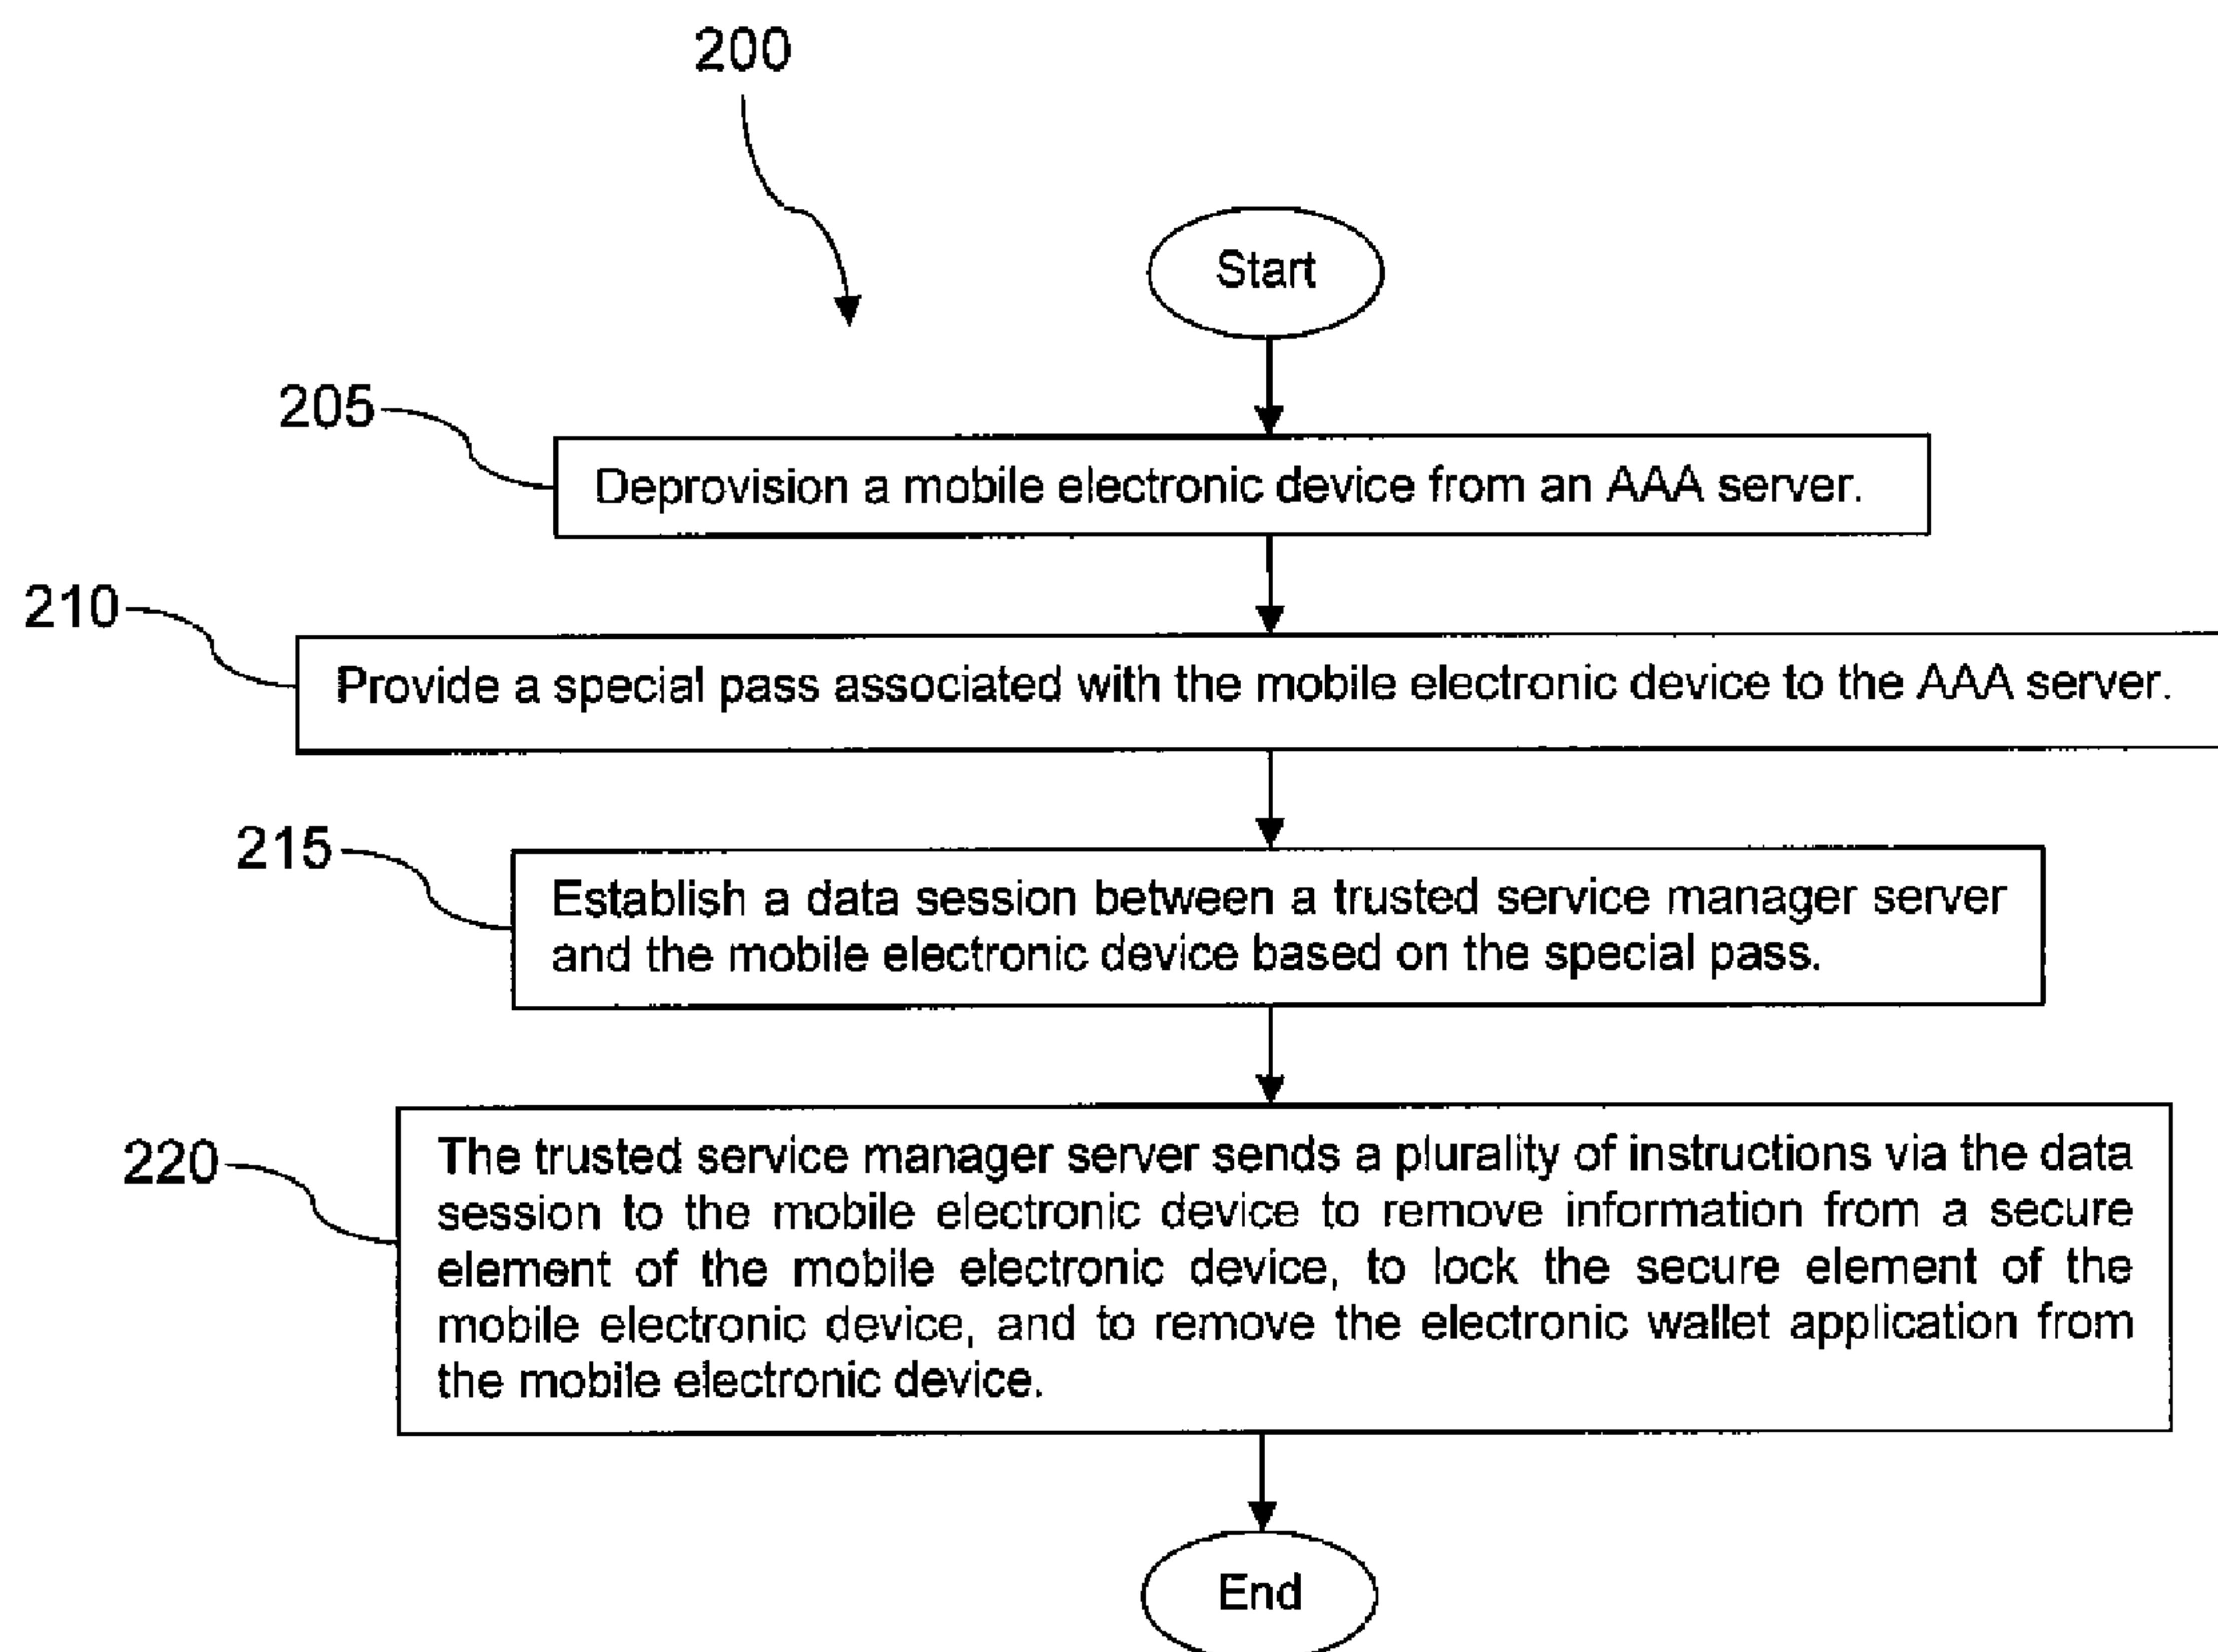 200
Start
205
Deprovision a mobile electronic device from an AAA server.
210
Provide a special pass associated with the mobile electronic device to the AAA server.
215
Establish a data session between a trusted service manager server
and the mobile electronic device based on the special pass.
220
The trusted service manager server sends a plurality of instructions via the data
session to the mobile electronic device to remove information from a secure
element of the mobile electronic device, to lock the secure element of the
mobile electronic device, and to remove the electronic wallet application from
the mobile electronic device.
End